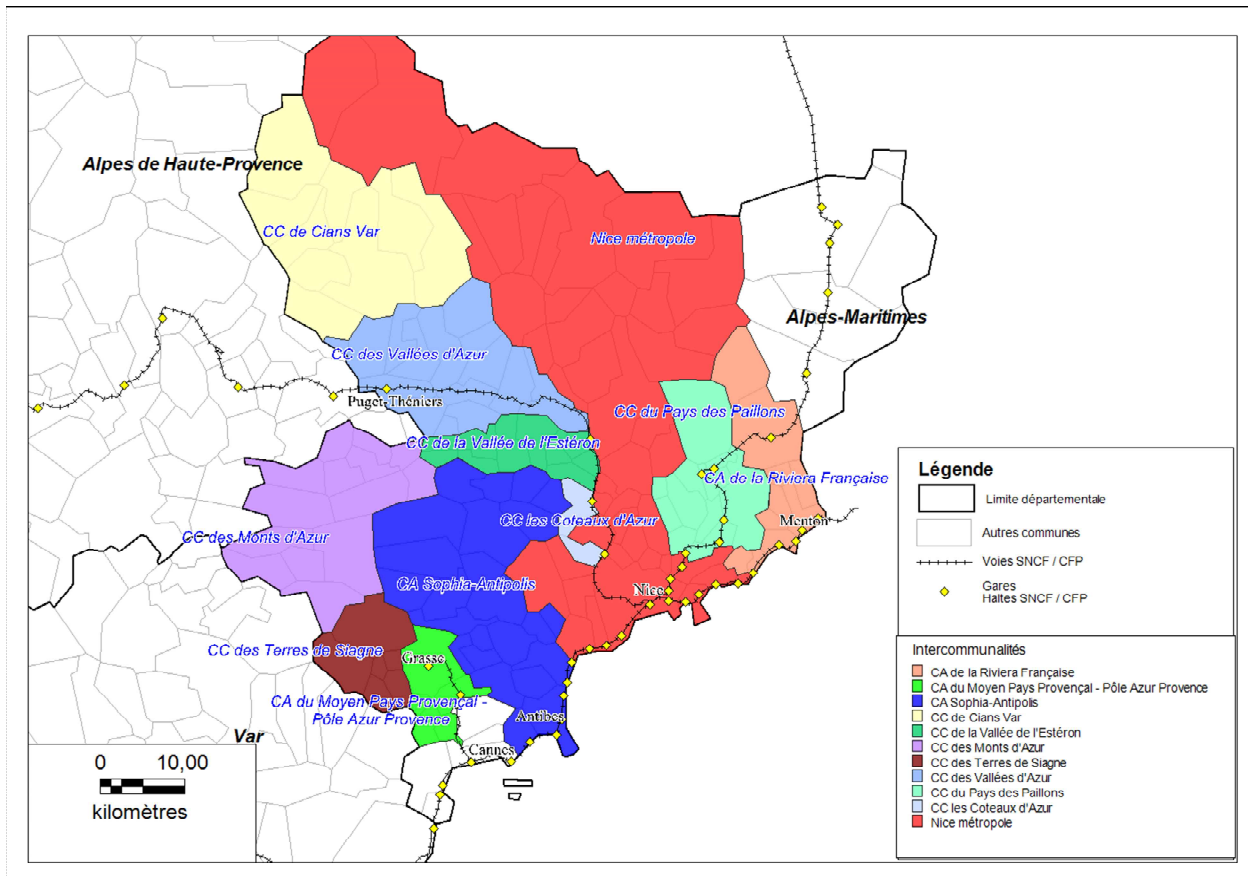 Alpes de Haute-Provence
CC de Cians Var
Nice métropole
Alpes-Maritimes
CC des Vallées d'Azur
Puget-Théniers
CC du Pays des Paillons
CC de la Vallée de l'Estéron
CA de la Riviera Française
CC les Coteaux d'Azur
Menton
CC des Monts d'Azur
CA Sophia-Antipolis
Nice
CC des Terres de Siagne
Grasse
CA du Moyen Pays Provençal -
Pôle Azur Provence
Antibes
Var
Cannes
0 10,00
kilomètres
Légende
Limite départementale
Autres communes
Voies SNCF / CFP
Gares
Haltes SNCF / CFP
Intercommunalités
CA de la Riviera Française
CA du Moyen Pays Provençal - Pôle Azur Provence
CA Sophia-Antipolis
CC de Cians Var
CC de la Vallée de l'Estéron
CC des Monts d'Azur
CC des Terres de Siagne
CC des Vallées d'Azur
CC du Pays des Paillons
CC les Coteaux d'Azur
Nice métropole